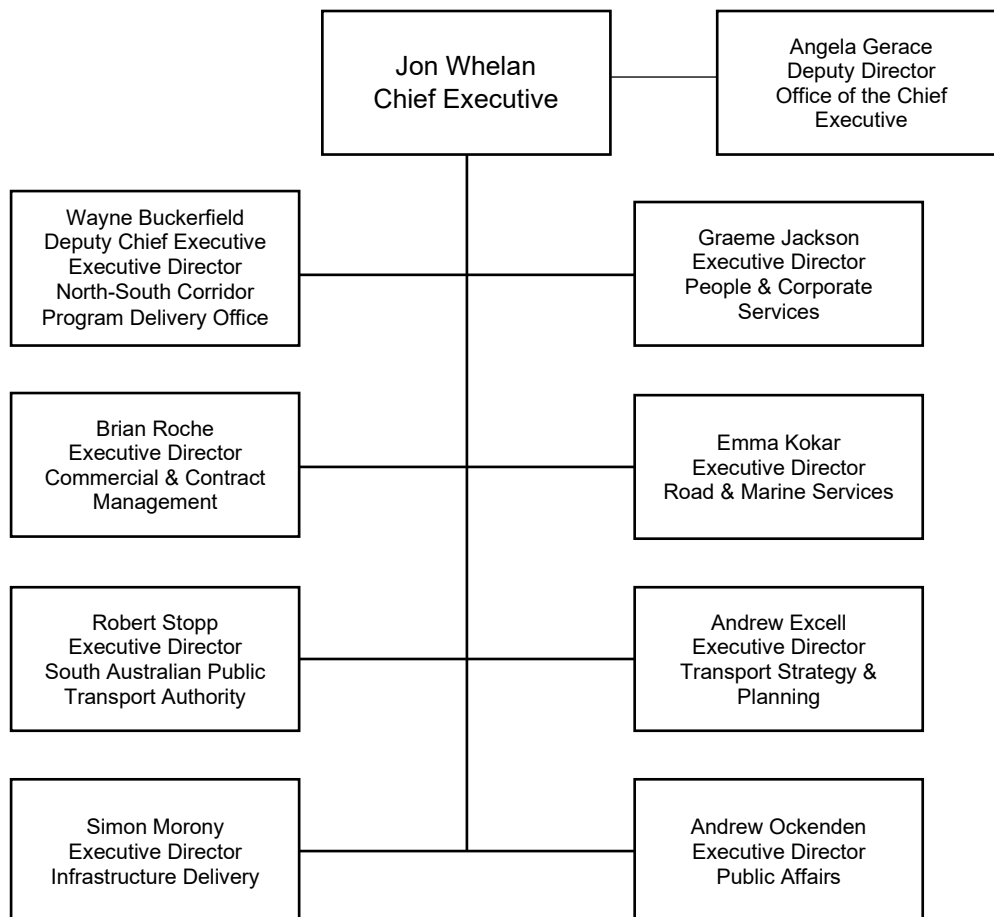 Jon Whelan
Chief Executive
Angela Gerace
Deputy Director
Office of the Chief
Executive
Wayne Buckerfield
Deputy Chief Executive
Executive Director
North-South Corridor
Program Delivery Office
Graeme Jackson
Executive Director
People & Corporate
Services
Brian Roche
Executive Director
Commercial & Contract
Management
Emma Kokar
Executive Director
Road & Marine Services
Robert Stopp
Executive Director
South Australian Public
Transport Authority
Andrew Excell
Executive Director
Transport Strategy &
Planning
Simon Morony
Executive Director
Infrastructure Delivery
Andrew Ockenden
Executive Director
Public Affairs